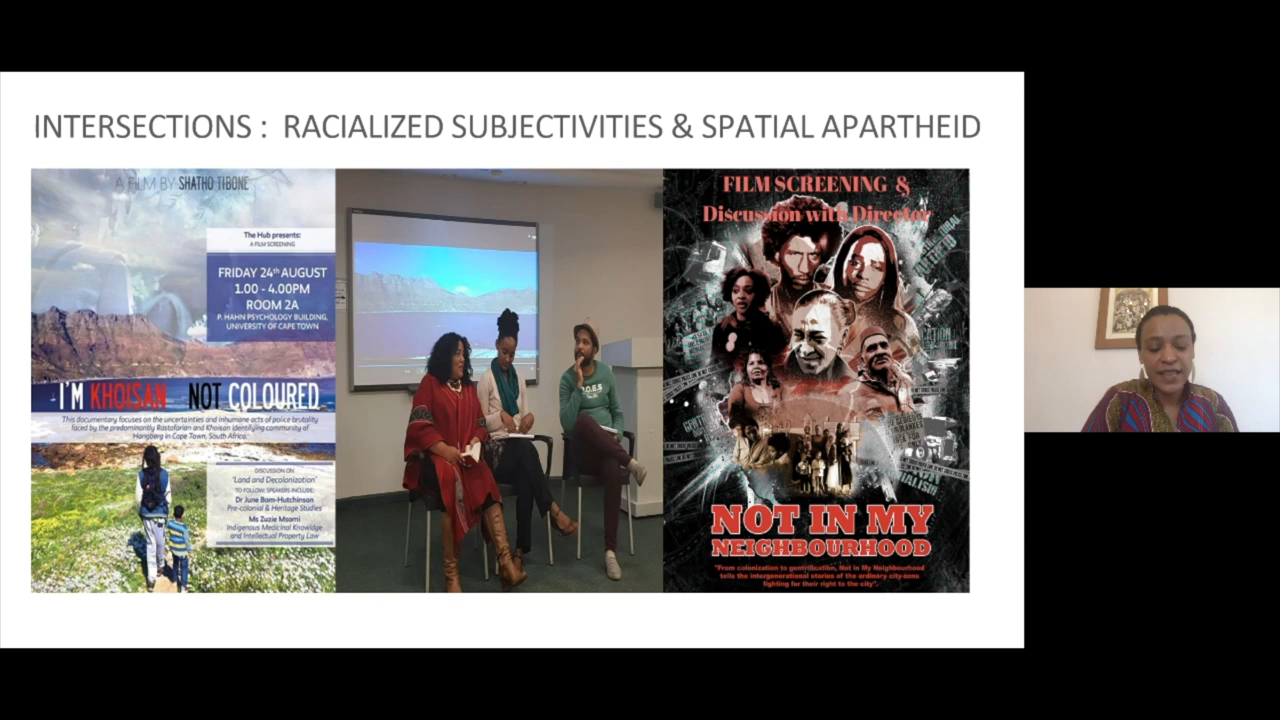 INTERSECTIONS : RACIALIZED SUBJECTIVITIES & SPATIAL APARTHEID
A FILM BY SHATHO TIBONE
The Hub presents:
A FILM SCREENING
FRIDAY 24th AUGUST
1.00 - 4.00PM
ROOM 2A
P. HAHN PSYCHOLOGY BUILDING,
UNIVERSITY OF CAPE TOWN
I'M KHOISAN NOT COLOURED
This documentary focuses on the uncertainties and inhumane acts of police brutality
faced by the predominantly Rastafarian and Khoisan identifying community of
Hangberg in Cape Town, South Africa.
DISCUSSION ON
'Land and Decolonization'
TO FOLLOW. SPEAKERS INCLUDE:
Dr June Bam-Hutchinson
Pre-colonial & Heritage Studies
Ms Zuzie Msomi
Indigenous Medicinal Knowldge
and Intellectual Property Law
FILM SCREENING &
Discussion with Director
NOT IN MY
NEIGHBOURHOOD
"From colonization to gentrification, Not in My Neighbourhood
tells the intergenerational stories of the ordinary city-zens
fighting for their right to the city".